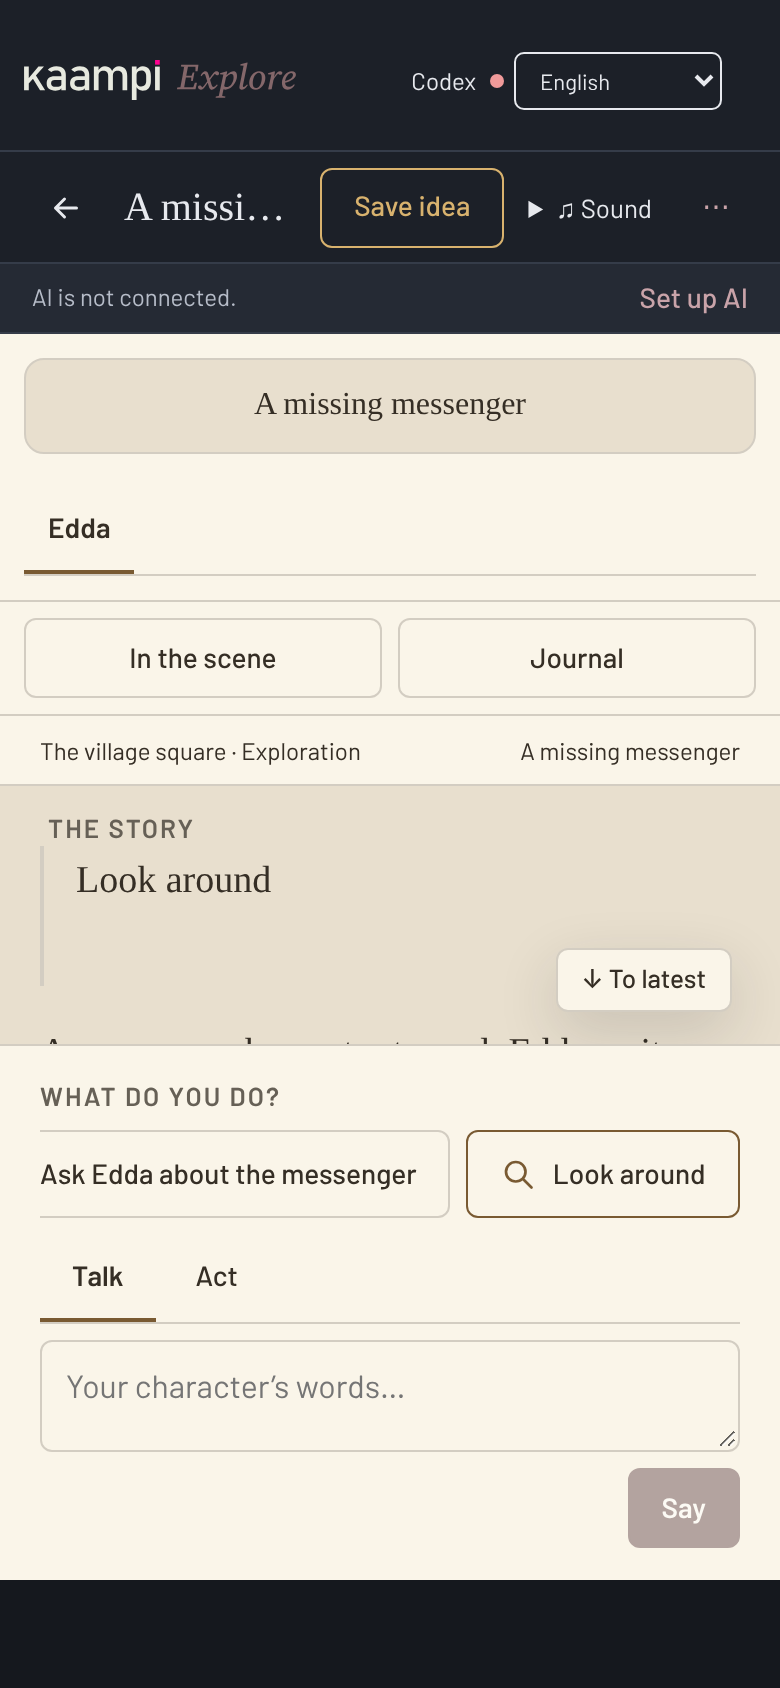 kaampi Explore
Codex
English
A missi…
Save idea
▶ ♫ Sound
…
AI is not connected.
Set up AI
A missing messenger
Edda
In the scene
Journal
The village square · Exploration
A missing messenger
THE STORY
Look around
↓ To latest
WHAT DO YOU DO?
Ask Edda about the messenger
Look around
Talk
Act
Your character’s words…
Say